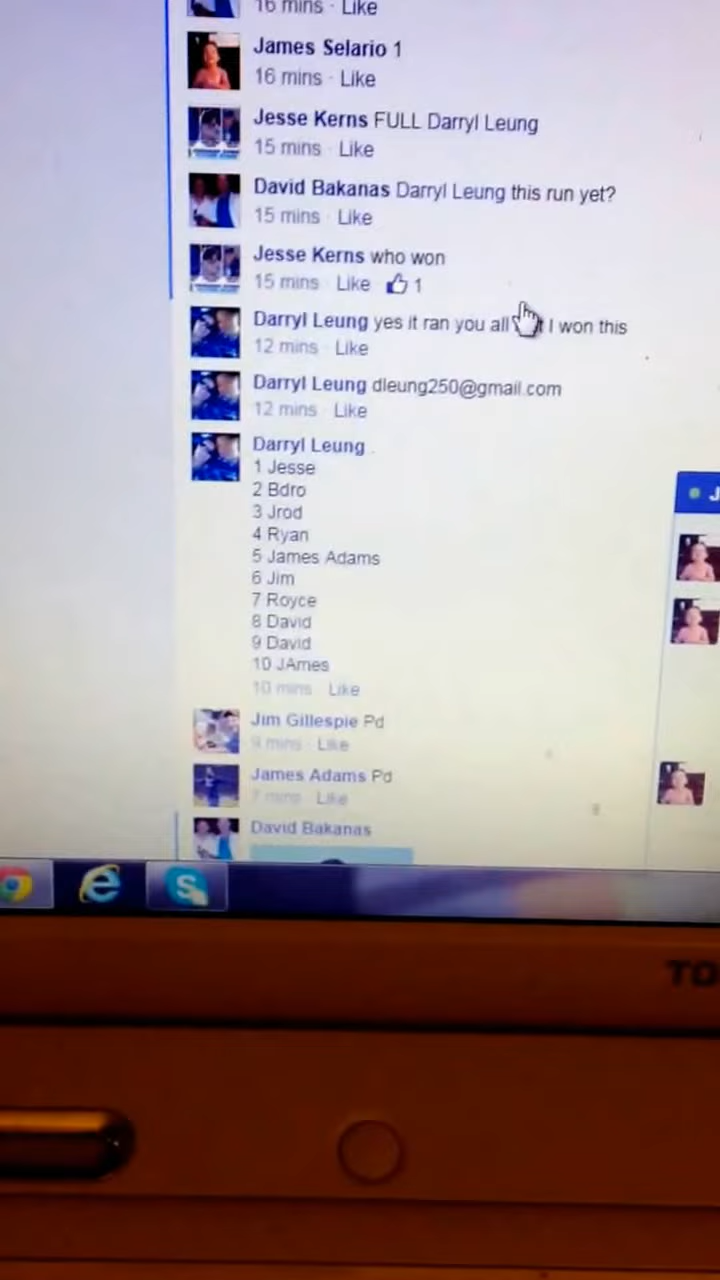 16 mins · Like
James Selario 1
16 mins · Like
Jesse Kerns FULL Darryl Leung
15 mins · Like
David Bakanas Darryl Leung this run yet?
15 mins · Like
Jesse Kerns who won
15 mins Like 1
Darryl Leung yes it ran you all I won this
12 mins · Like
Darryl Leung dleung250@gmail.com
12 mins · Like
Darryl Leung .
1 Jesse
2 Bdro
3 Jrod
4 Ryan
5 James Adams
6 Jim
7 Royce
8 David
9 David
10 JAmes
10 mins · Like
Jim Gillespie Pd
9 mins · Like
James Adams Pd
7 mins · Like
David Bakanas
J
TO